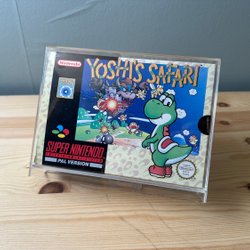 Nintendo
YOSHI'S SAFARI
SUPER NINTENDO
PAL VERSION